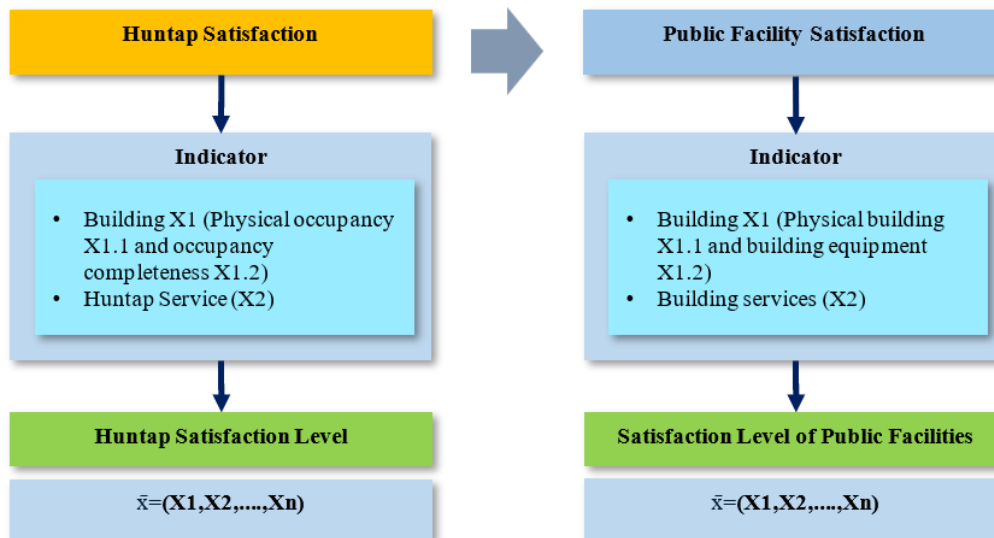 Huntap Satisfaction
Indicator
• Building X1 (Physical occupancy
X1.1 and occupancy
completeness X1.2)
• Huntap Service (X2)
Huntap Satisfaction Level
x̄=(X1,X2,....,Xn)
Public Facility Satisfaction
Indicator
• Building X1 (Physical building
X1.1 and building equipment
X1.2)
• Building services (X2)
Satisfaction Level of Public Facilities
x̄=(X1,X2,....,Xn)